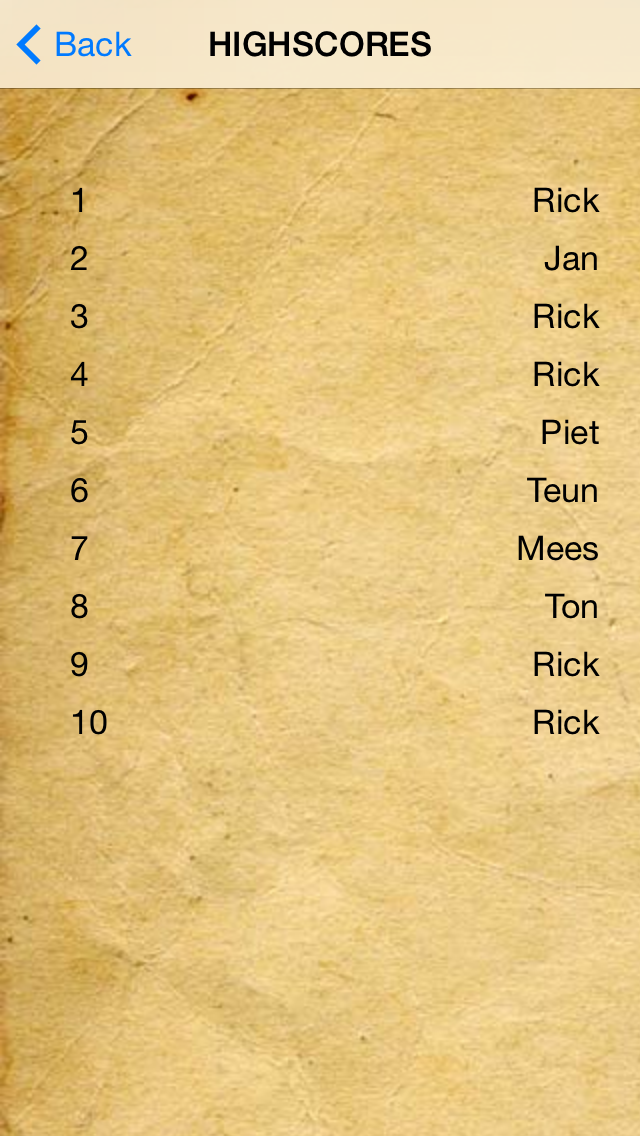 Back HIGHSCORES
1 Rick
2 Jan
3 Rick
4 Rick
5 Piet
6 Teun
7 Mees
8 Ton
9 Rick
10 Rick